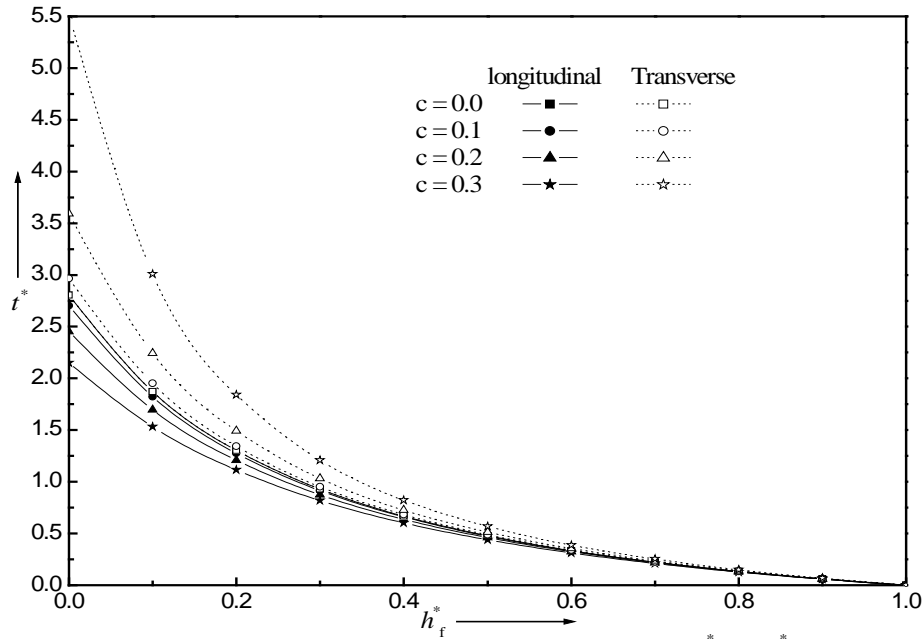 5.5
5.0
4.5
4.0
3.5
3.0
2.5
2.0
1.5
1.0
0.5
0.0
t*
longitudinal Transverse
c = 0.0
c = 0.1
c = 0.2
c = 0.3
0.0 0.2 0.4 0.6 0.8 1.0
h*f
* *